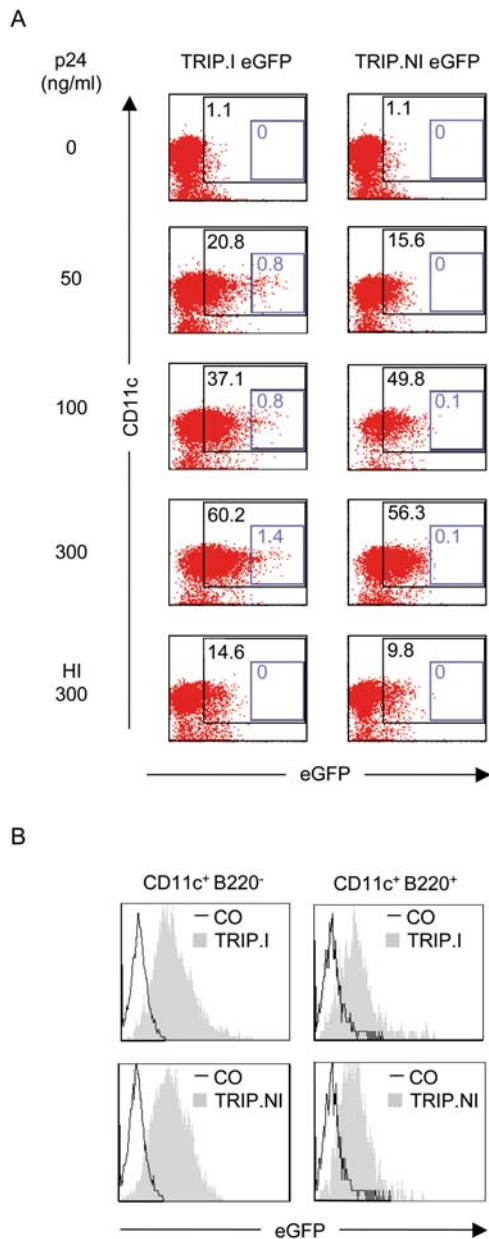 A
p24
(ng/ml)
TRIP.I eGFP
TRIP.NI eGFP
0
1.1
0
1.1
0
50
20.8
0.8
15.6
0
100
37.1
0.8
49.8
0.1
300
60.2
1.4
56.3
0.1
HI
300
14.6
0
9.8
0
CD11c
eGFP
B
CD11c⁺ B220⁻
CD11c⁺ B220⁺
CO
TRIP.I
CO
TRIP.I
CO
TRIP.NI
CO
TRIP.NI
eGFP